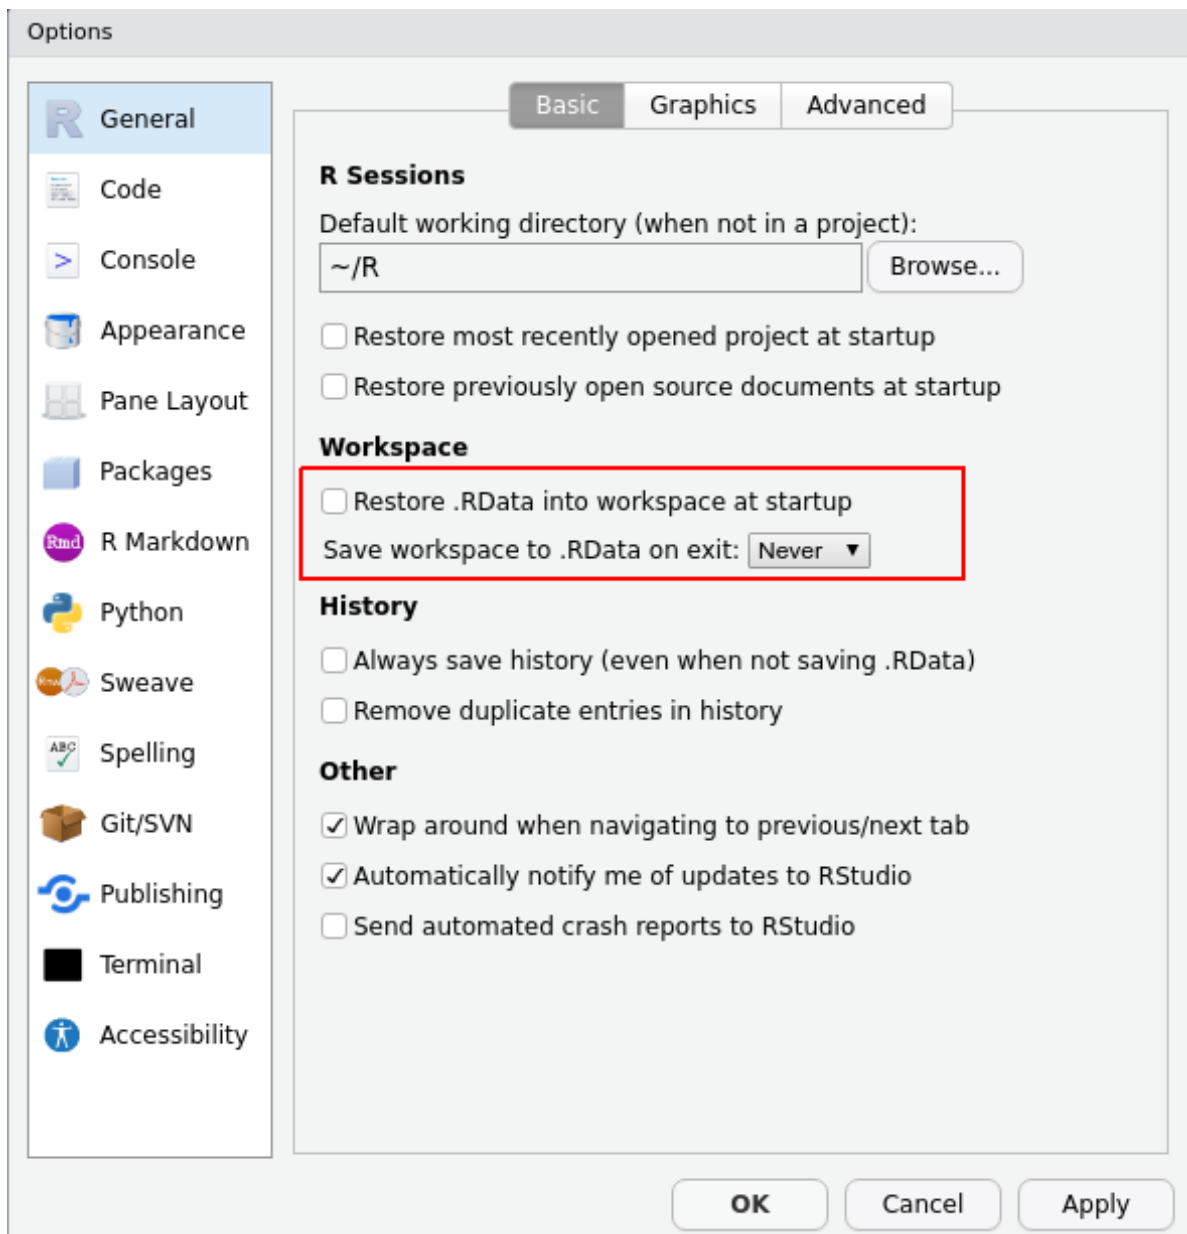 Options
General
Code
Console
Appearance
Pane Layout
Packages
Rmd R Markdown
Python
Rnw Sweave
ABC Spelling
Git/SVN
Publishing
Terminal
Accessibility
Basic Graphics Advanced
R Sessions
Default working directory (when not in a project):
~/R Browse...
Restore most recently opened project at startup
Restore previously open source documents at startup
Workspace
Restore .RData into workspace at startup
Save workspace to .RData on exit: Never
History
Always save history (even when not saving .RData)
Remove duplicate entries in history
Other
Wrap around when navigating to previous/next tab
Automatically notify me of updates to RStudio
Send automated crash reports to RStudio
OK Cancel Apply